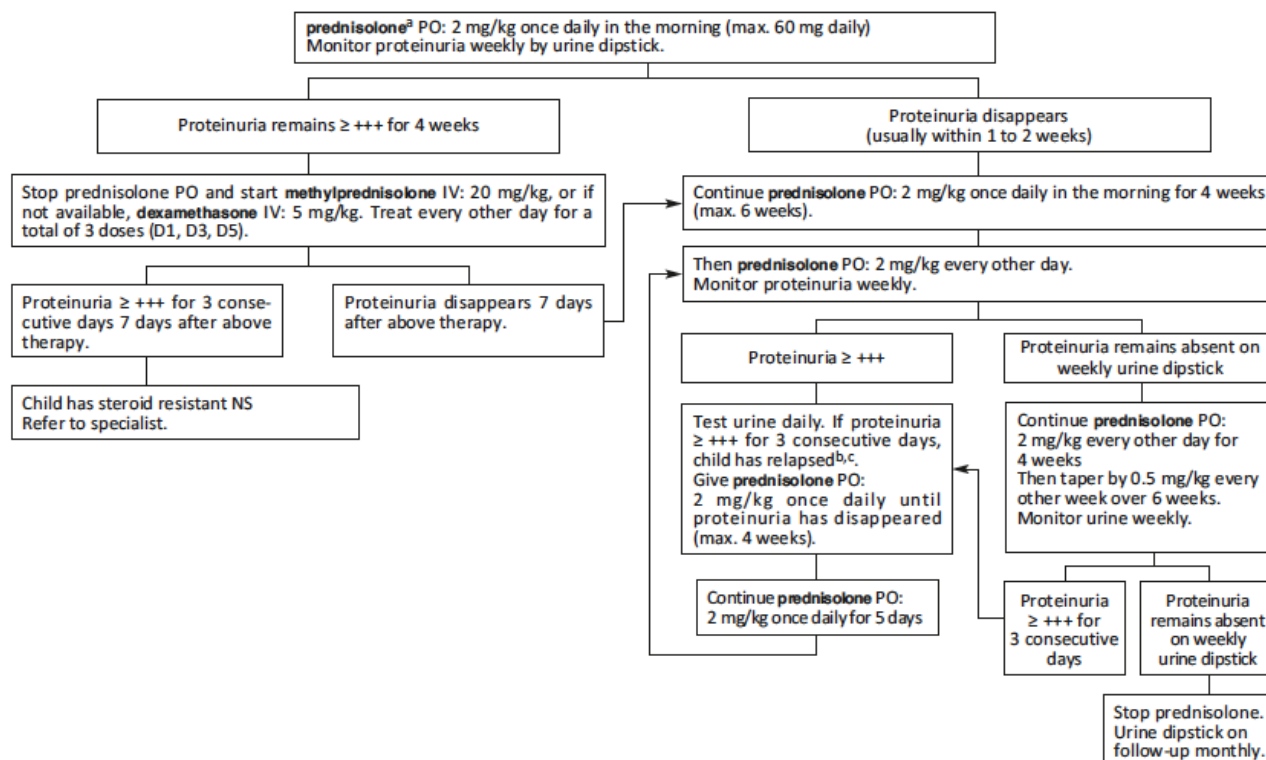 prednisoloneᵃ PO: 2 mg/kg once daily in the morning (max. 60 mg daily)
Monitor proteinuria weekly by urine dipstick.
Proteinuria remains ≥ +++ for 4 weeks
Proteinuria disappears
(usually within 1 to 2 weeks)
Stop prednisolone PO and start methylprednisolone IV: 20 mg/kg, or if
not available, dexamethasone IV: 5 mg/kg. Treat every other day for a
total of 3 doses (D1, D3, D5).
Continue prednisolone PO: 2 mg/kg once daily in the morning for 4 weeks
(max. 6 weeks).
Then prednisolone PO: 2 mg/kg every other day.
Monitor proteinuria weekly.
Proteinuria ≥ +++ for 3 conse-
cutive days 7 days after above
therapy.
Proteinuria disappears 7 days
after above therapy.
Proteinuria ≥ +++
Proteinuria remains absent on
weekly urine dipstick
Child has steroid resistant NS
Refer to specialist.
Test urine daily. If proteinuria
≥ +++ for 3 consecutive days,
child has relapsedᵇ,ᶜ.
Give prednisolone PO:
2 mg/kg once daily until
proteinuria has disappeared
(max. 4 weeks).
Continue prednisolone PO:
2 mg/kg every other day for
4 weeks
Then taper by 0.5 mg/kg every
other week over 6 weeks.
Monitor urine weekly.
Continue prednisolone PO:
2 mg/kg once daily for 5 days
Proteinuria
≥ +++ for
3 consecutive
days
Proteinuria
remains absent
on weekly
urine dipstick
Stop prednisolone.
Urine dipstick on
follow-up monthly.